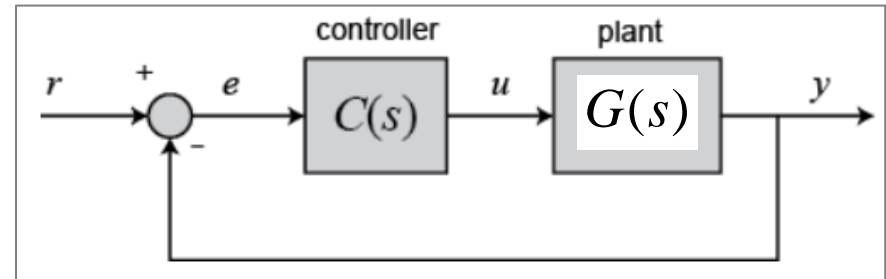 controller plant
r + e C(s) u G(s) y
-